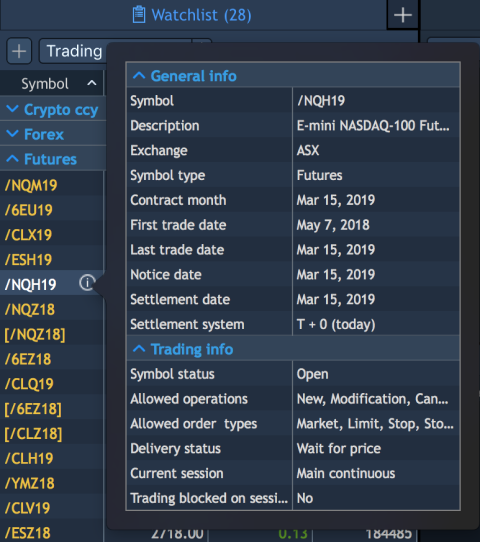 Watchlist (28)
Trading
Symbol
Crypto ccy
Forex
Futures
/NQM19
/6EU19
/CLX19
/ESH19
/NQH19
/NQZ18
[/NQZ18]
/6EZ18
/CLQ19
[/6EZ18]
[/CLZ18]
/CLH19
/YMZ18
/CLV19
/ESZ18 2718.00 0.13 184485
General info
Symbol /NQH19
Description E-mini NASDAQ-100 Fut...
Exchange ASX
Symbol type Futures
Contract month Mar 15, 2019
First trade date May 7, 2018
Last trade date Mar 15, 2019
Notice date Mar 15, 2019
Settlement date Mar 15, 2019
Settlement system T + 0 (today)
Trading info
Symbol status Open
Allowed operations New, Modification, Can...
Allowed order types Market, Limit, Stop, Sto...
Delivery status Wait for price
Current session Main continuous
Trading blocked on sessi... No